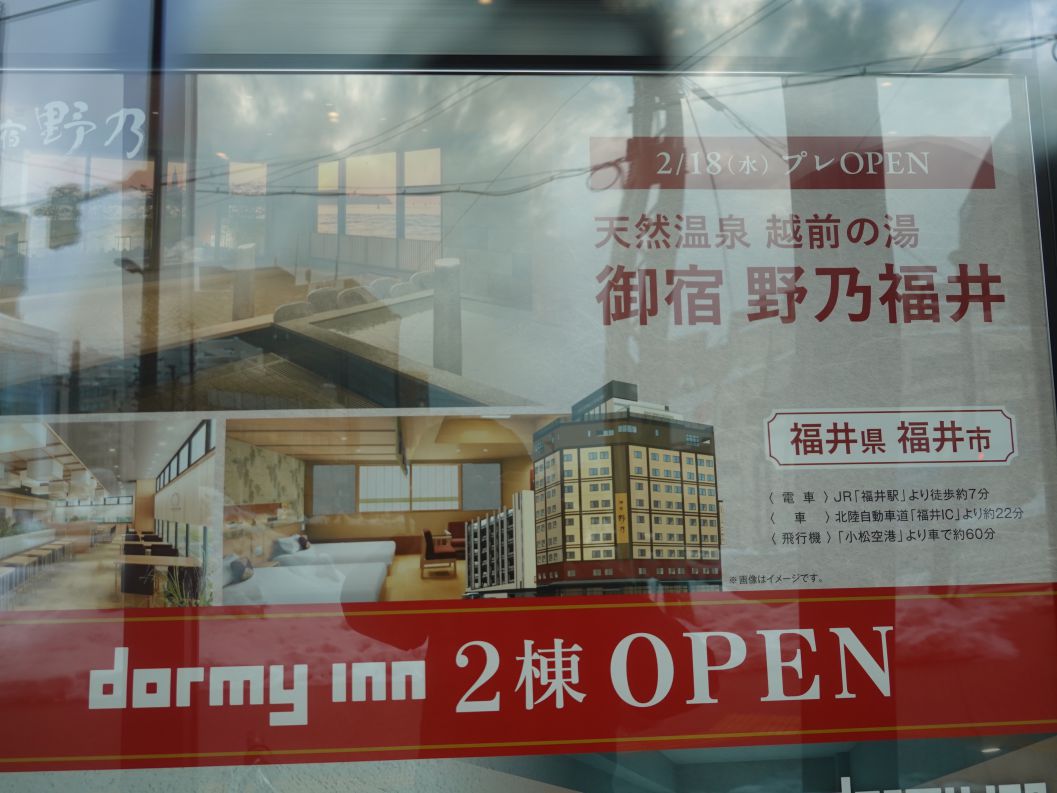 宿 野乃
2/18(水) プレOPEN
天然温泉 越前の湯
御宿 野乃福井
福井県 福井市
〈 電 車 〉 JR「福井駅」より徒歩約7分
〈 車 〉 北陸自動車道「福井IC」より約22分
〈 飛行機 〉 「小松空港」より車で約60分
※画像はイメージです。
dormy inn 2棟 OPEN
dormy inn